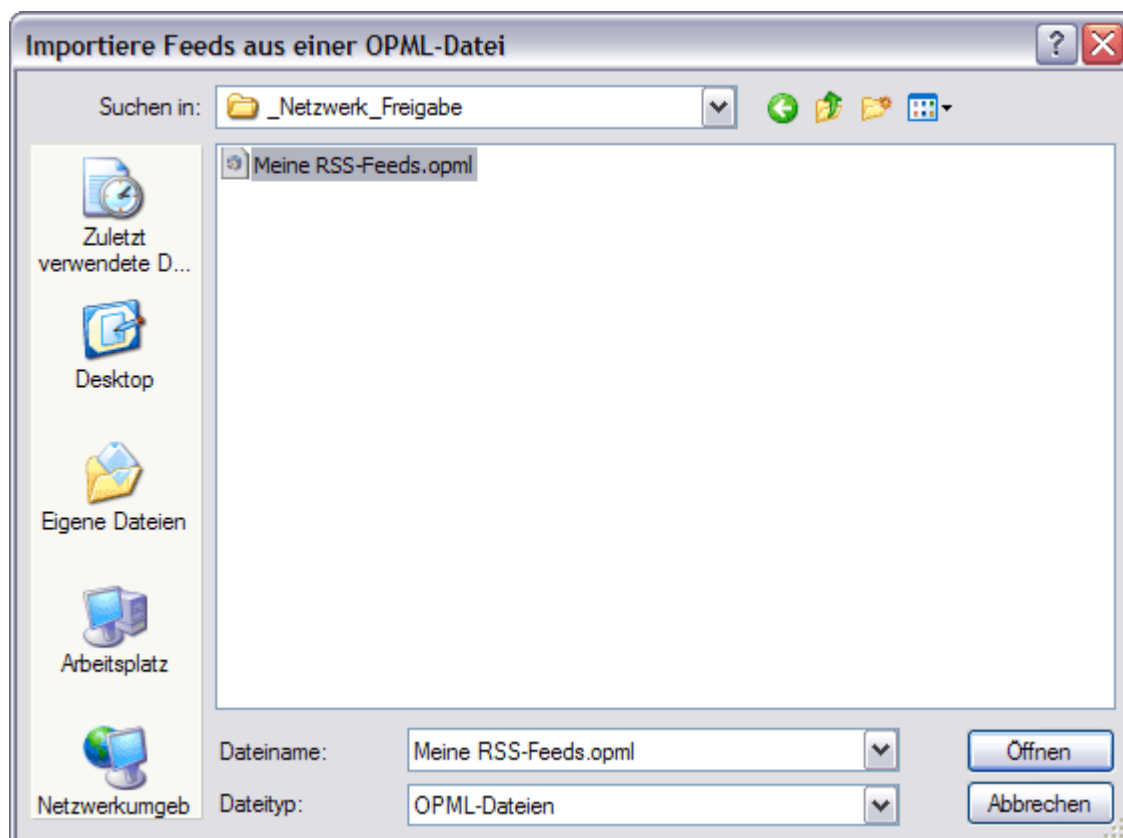 Importiere Feeds aus einer OPML-Datei
Suchen in: _Netzwerk_Freigabe
Meine RSS-Feeds.opml
Zuletzt
verwendete D...
Desktop
Eigene Dateien
Arbeitsplatz
Netzwerkumgeb
Dateiname: Meine RSS-Feeds.opml Öffnen
Dateityp: OPML-Dateien Abbrechen